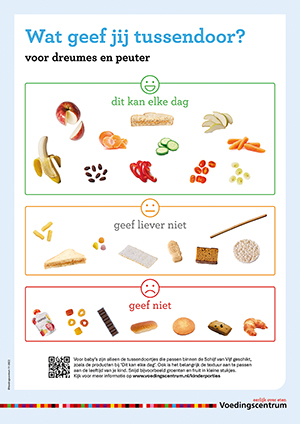 Wat geef jij tussendoor?
voor dreumes en peuter
dit kan elke dag
geef liever niet
geef niet
Voor baby's zijn alleen de tussendoortjes die passen binnen de Schijf van Vijf geschikt,
zoals de producten bij 'Dit kan elke dag'. Ook is het belangrijk de textuur aan te passen
aan de leeftijd van je kind. Snijd bijvoorbeeld groenten en fruit in kleine stukjes.
Kijk voor meer informatie op www.voedingscentrum.nl/kinderporties
eerlijk over eten
Voedingscentrum